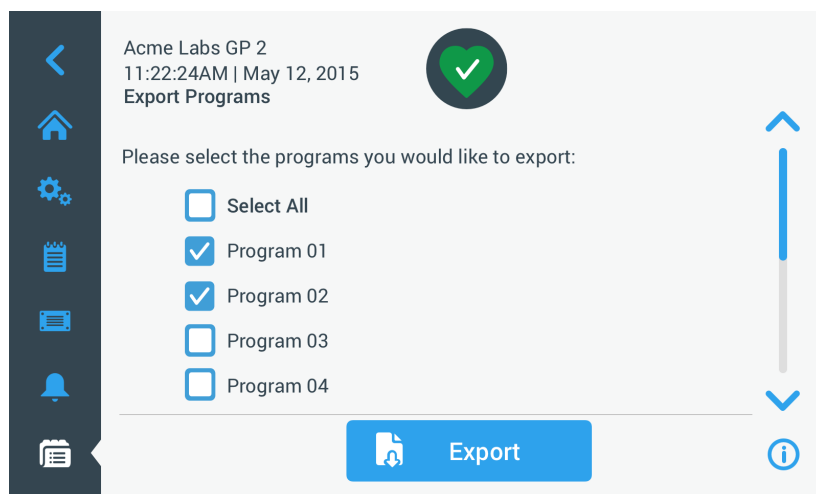 Acme Labs GP 2
11:22:24AM | May 12, 2015
Export Programs
Please select the programs you would like to export:
Select All
Program 01
Program 02
Program 03
Program 04
Export